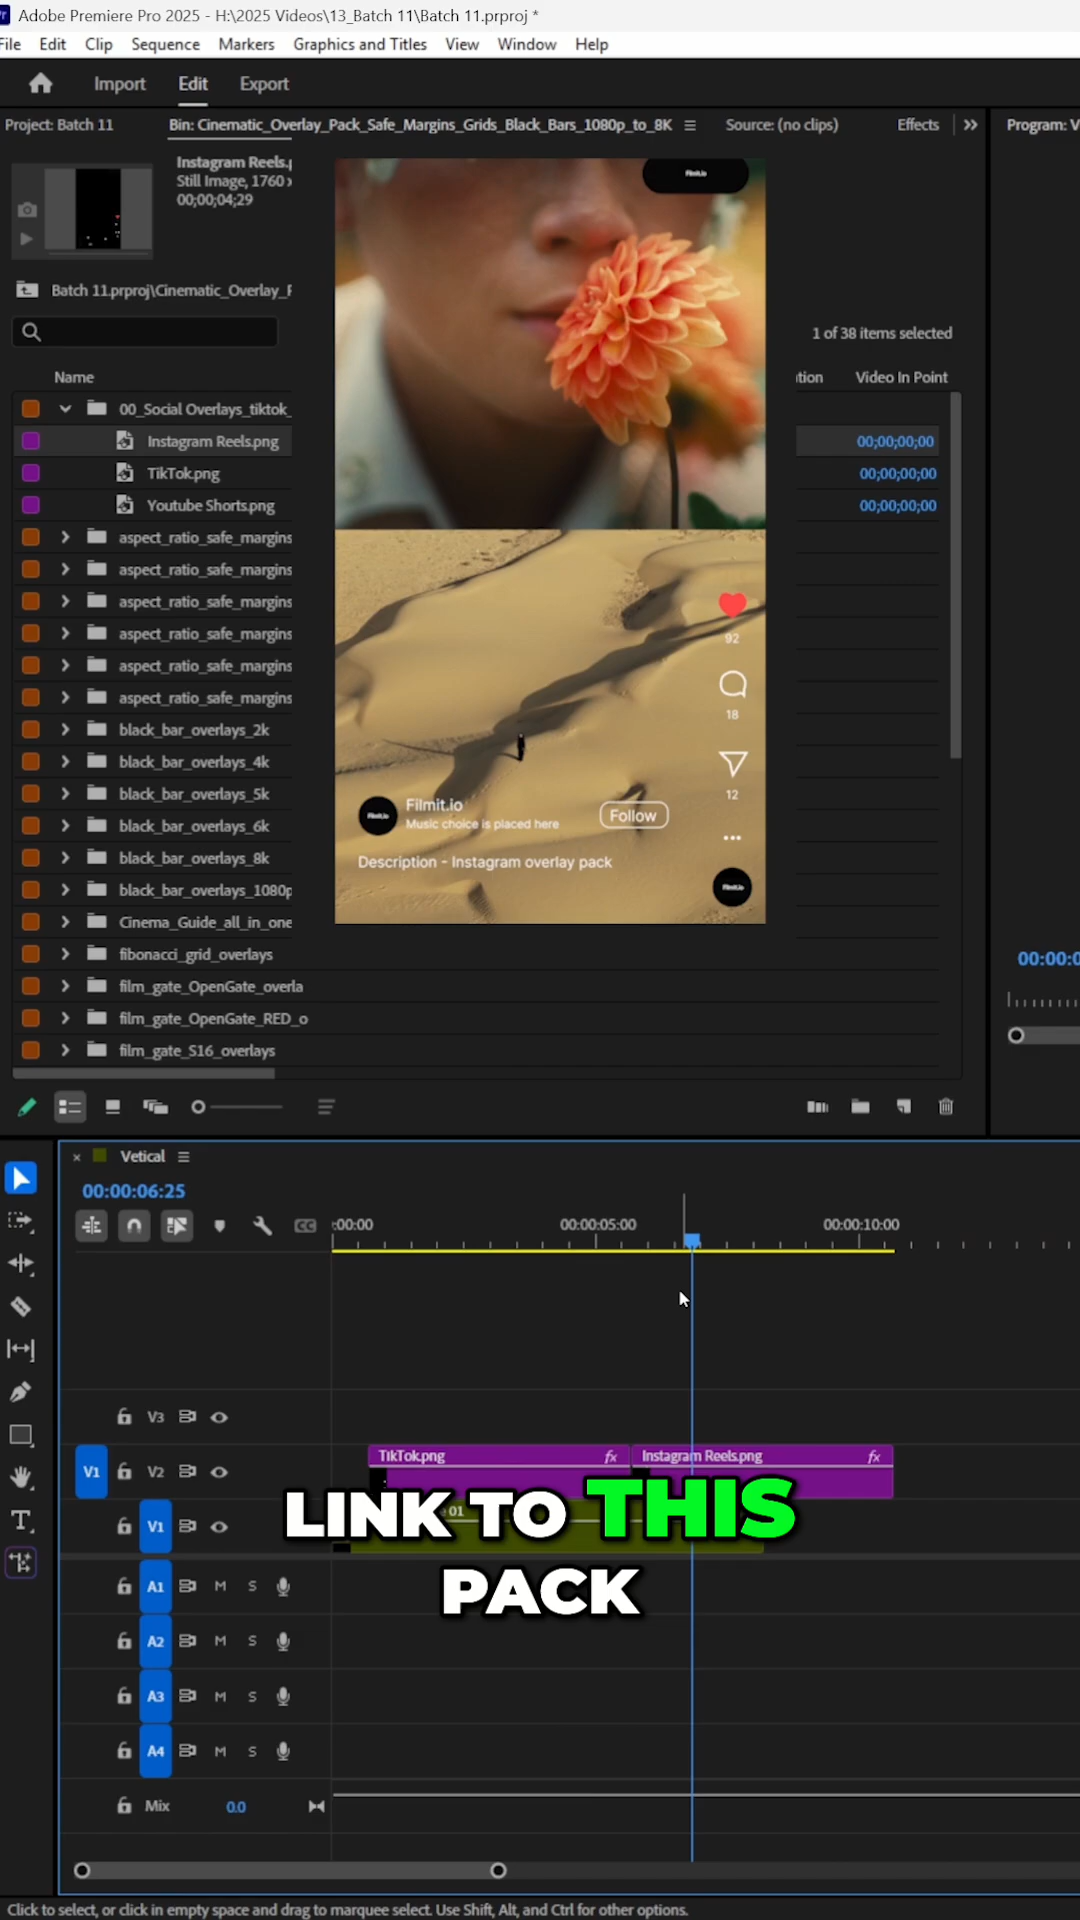 Adobe Premiere Pro 2025 - H:\2025 Videos\13_Batch 11\Batch 11.prproj *
File Edit Clip Sequence Markers Graphics and Titles View Window Help
Import Edit Export
Project: Batch 11
Bin: Cinematic_Overlay_Pack_Safe_Margins_Grids_Black_Bars_1080p_to_8K
Source: (no clips)
Effects
Program: V
Instagram Reels.p
Still Image, 1760 x
00;00;04;29
Batch 11.prproj\Cinematic_Overlay_P
1 of 38 items selected
Name
tion
Video In Point
00_Social Overlays_tiktok_
Instagram Reels.png
00;00;00;00
TikTok.png
00;00;00;00
Youtube Shorts.png
00;00;00;00
aspect_ratio_safe_margins
aspect_ratio_safe_margins
aspect_ratio_safe_margins
aspect_ratio_safe_margins
aspect_ratio_safe_margins
aspect_ratio_safe_margins
black_bar_overlays_2k
black_bar_overlays_4k
black_bar_overlays_5k
black_bar_overlays_6k
black_bar_overlays_8k
black_bar_overlays_1080p
Cinema_Guide_all_in_one
fibonacci_grid_overlays
film_gate_OpenGate_overla
film_gate_OpenGate_RED_o
film_gate_S16_overlays
Filmit.io
92
18
12
Filmit.io
Filmit.io
Music choice is placed here
Follow
Description - Instagram overlay pack
Filmit.io
00:00:0
Vetical
00:00:06:25
:00:00
00:00:05:00
00:00:10:00
CC
V3
TikTok.png fx
Instagram Reels.png fx
V1 V2
01
V1
LINK TO THIS
PACK
A1 M S
A2 M S
A3 M S
A4 M S
Mix 0.0
Click to select, or click in empty space and drag to marquee select. Use Shift, Alt, and Ctrl for other options.